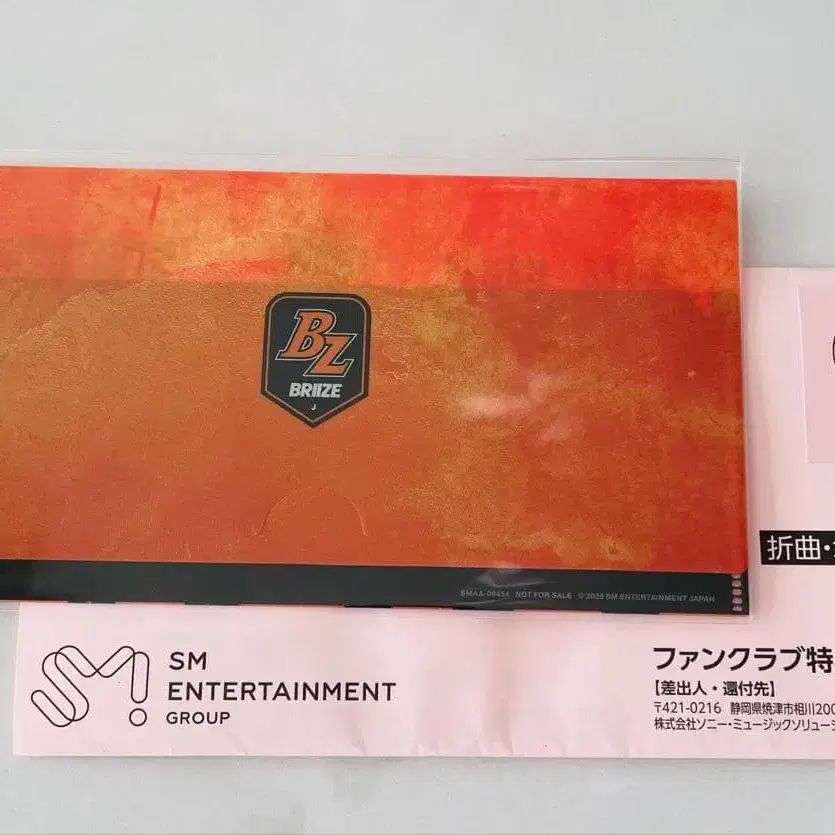 BZ
BRIIZE
J
SMAA-00454 NOT FOR SALE © 2025 SM ENTERTAINMENT JAPAN
折曲・
SM
ENTERTAINMENT
GROUP
ファンクラブ特
【差出人・還付先】
〒421-0216 静岡県焼津市相川200
株式会社ソニー・ミュージックソリュー